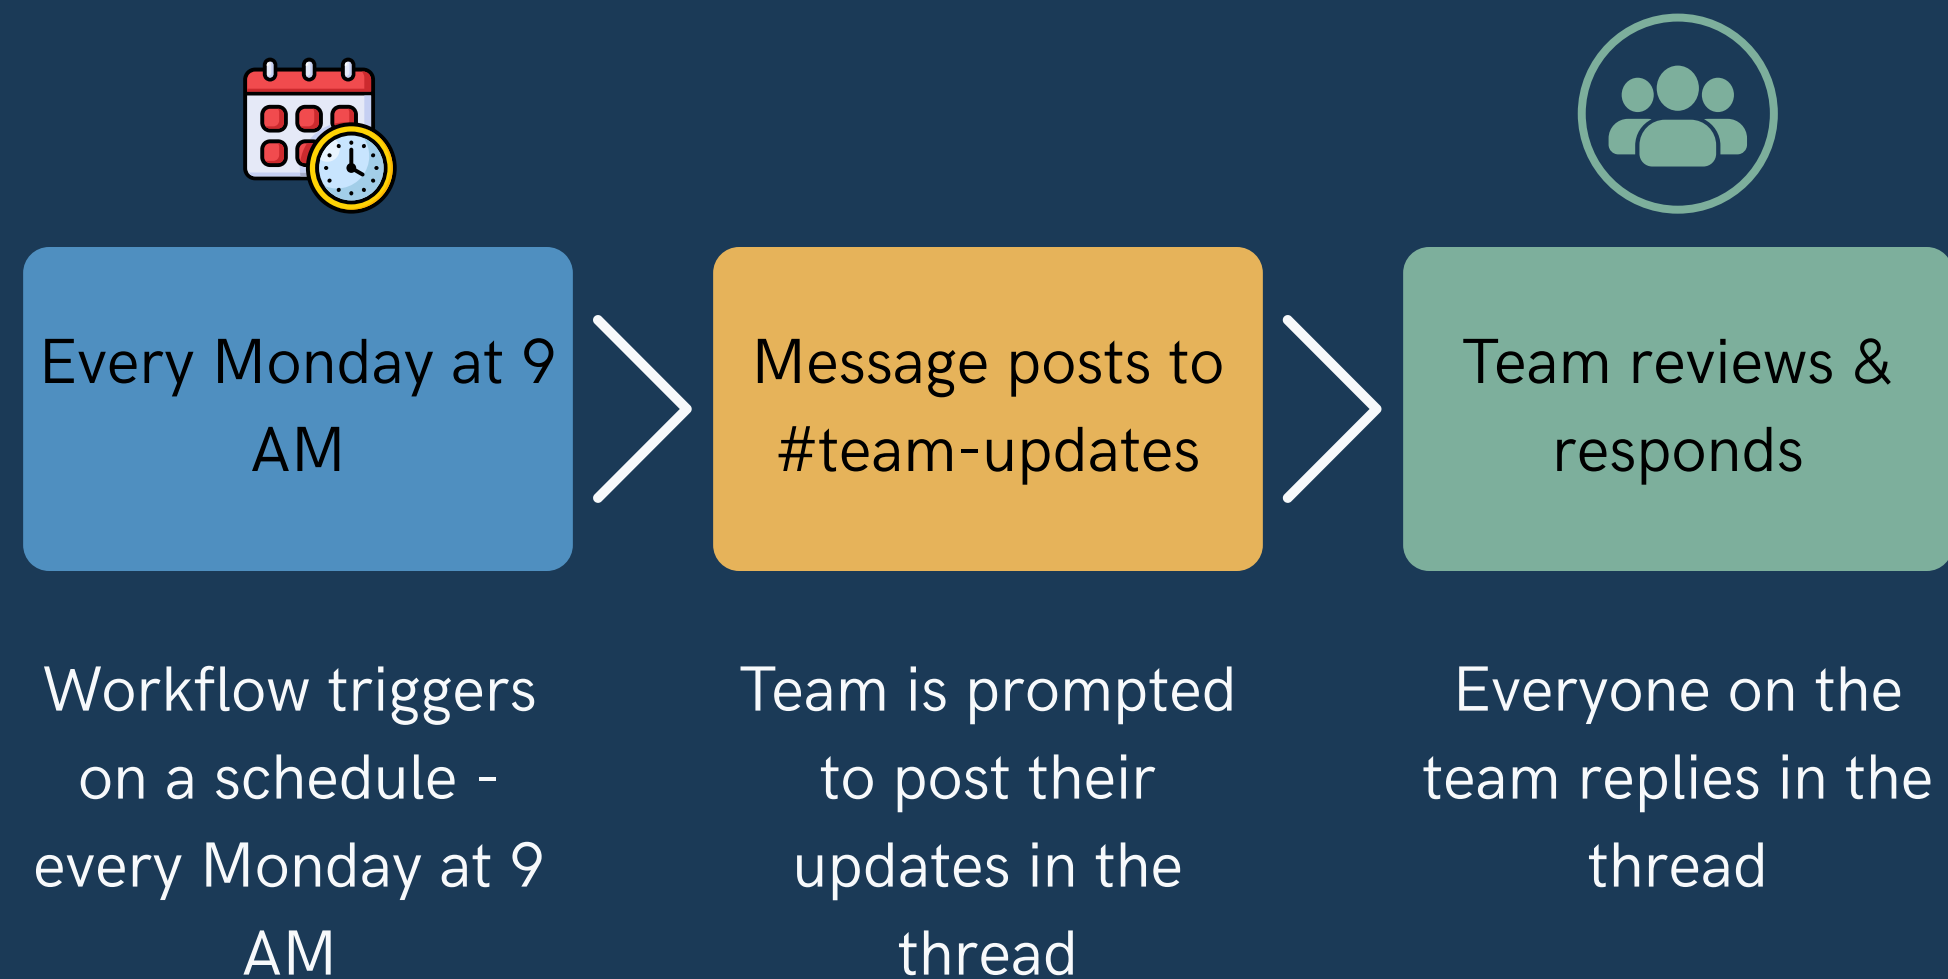 Every Monday at 9
AM
Message posts to
#team-updates
Team reviews &
responds
Workflow triggers
on a schedule -
every Monday at 9
AM
Team is prompted
to post their
updates in the
thread
Everyone on the
team replies in the
thread